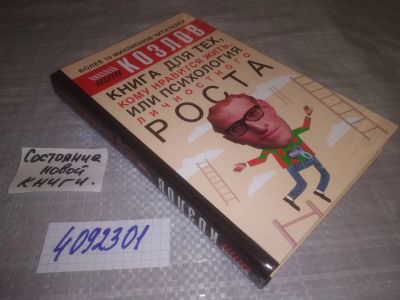 БОЛЕЕ 10 МИЛЛИОНОВ ЧИТАТЕЛЕЙ
КОЗЛОВ
КНИГА ДЛЯ ТЕХ,
КОМУ НРАВИТСЯ ЖИТЬ
ИЛИ ПСИХОЛОГИЯ
ЛИЧНОСТНОГО
РОСТА
КОЗЛОВ
Состояние
новой
книги.
4092301